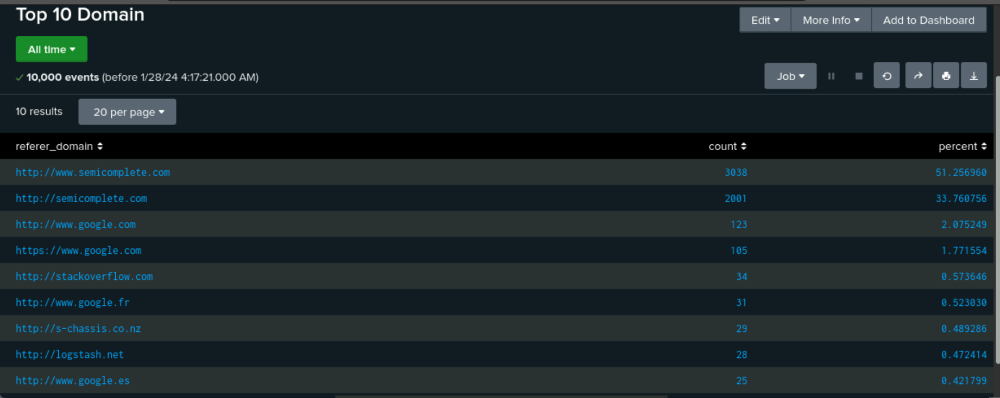 Top 10 Domain
Edit More Info Add to Dashboard
All time
10,000 events (before 1/28/24 4:17:21.000 AM)
Job
10 results 20 per page
referer_domain count percent
http://www.semicomplete.com 3038 51.256960
http://semicomplete.com 2001 33.760756
http://www.google.com 123 2.075249
https://www.google.com 105 1.771554
http://stackoverflow.com 34 0.573646
http://www.google.fr 31 0.523030
http://s-chassis.co.nz 29 0.489286
http://logstash.net 28 0.472414
http://www.google.es 25 0.421799